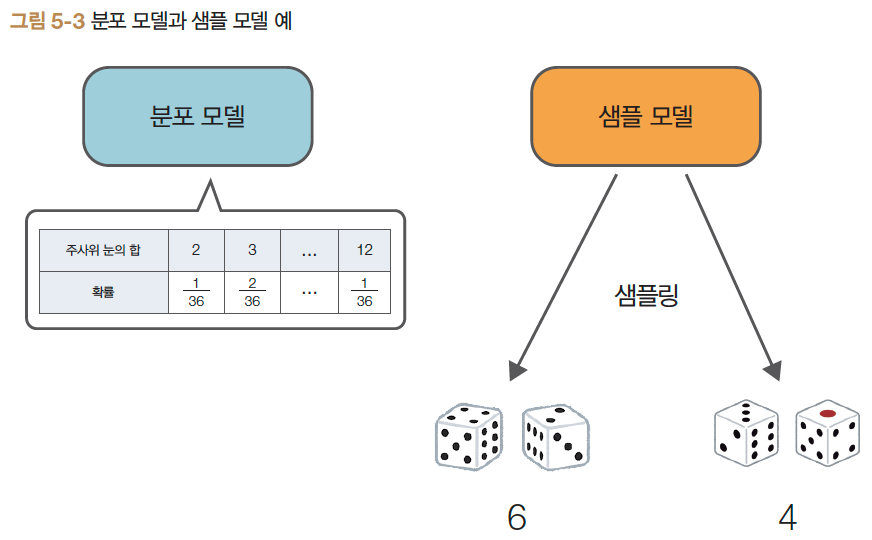 그림 5-3 분포 모델과 샘플 모델 예
분포 모델
샘플 모델
주사위 눈의 합 2 3 ... 12
확률 1/36 2/36 ... 1/36
샘플링
6 4